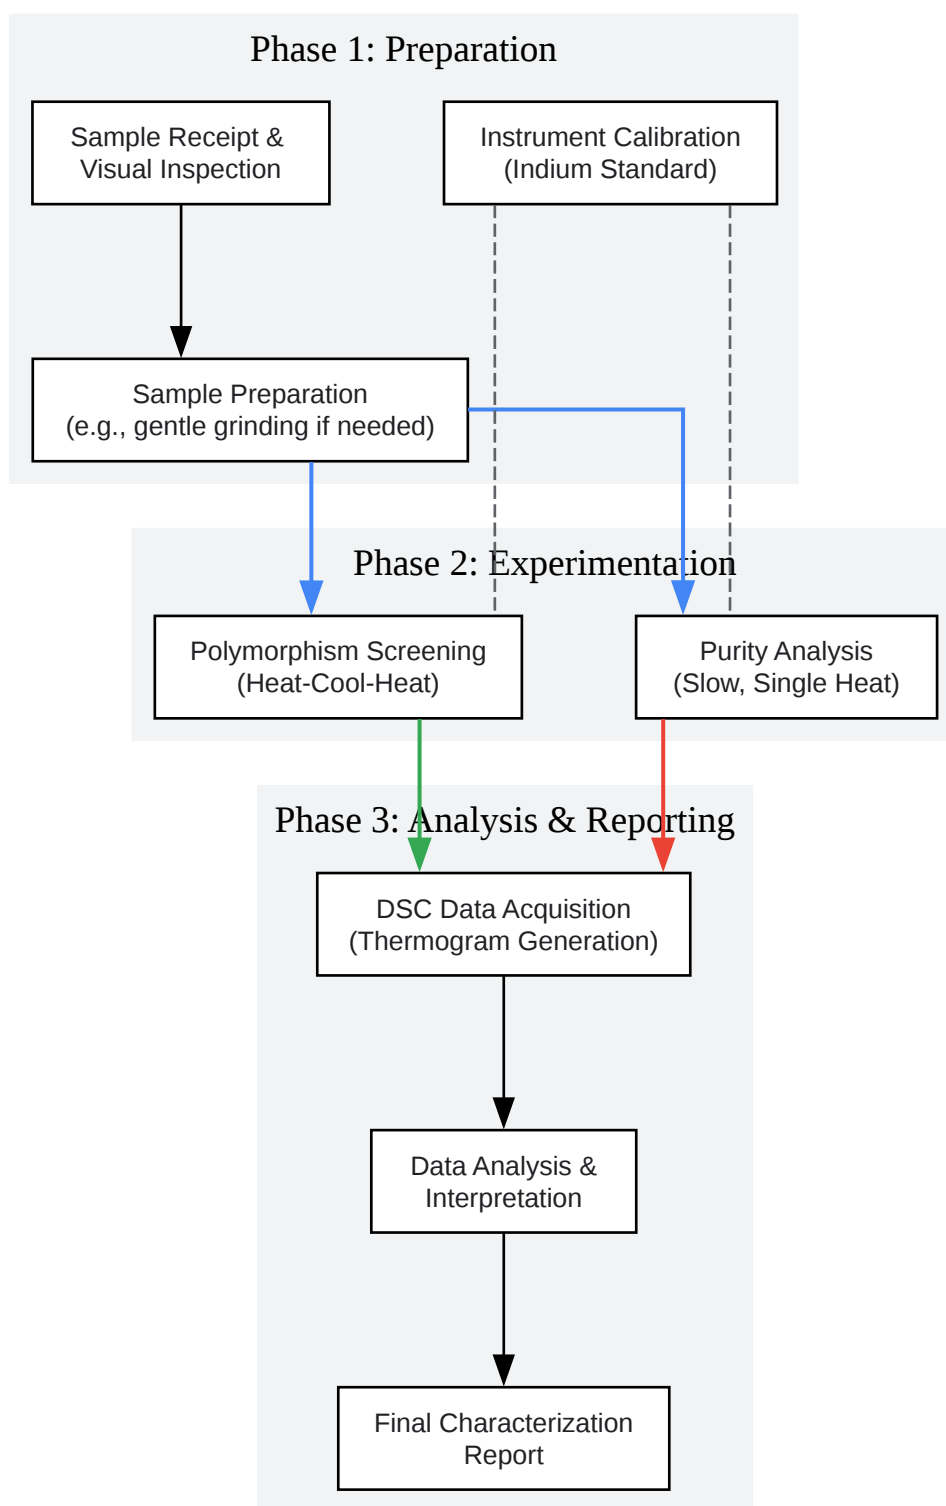 Phase 1: Preparation
Sample Receipt &
Visual Inspection
Instrument Calibration
(Indium Standard)
Sample Preparation
(e.g., gentle grinding if needed)
Phase 2: Experimentation
Polymorphism Screening
(Heat-Cool-Heat)
Purity Analysis
(Slow, Single Heat)
Phase 3: Analysis & Reporting
DSC Data Acquisition
(Thermogram Generation)
Data Analysis &
Interpretation
Final Characterization
Report